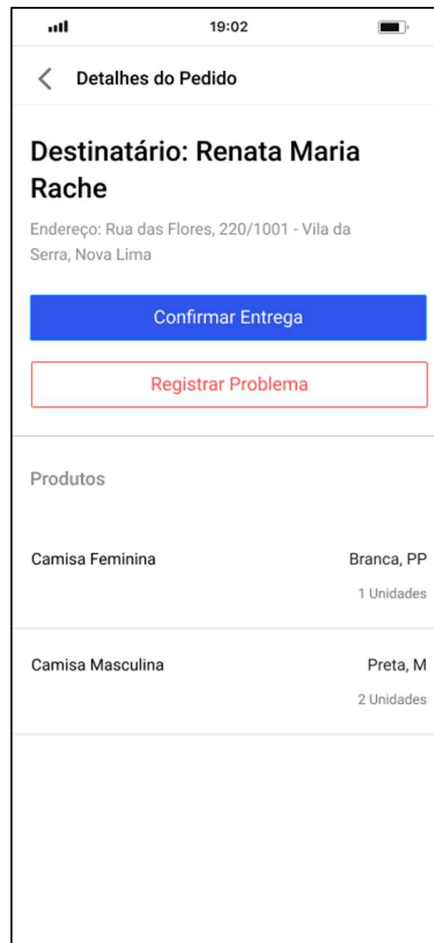 19:02
Detalhes do Pedido
Destinatário: Renata Maria
Rache
Endereço: Rua das Flores, 220/1001 - Vila da
Serra, Nova Lima
Confirmar Entrega
Registrar Problema
Produtos
Camisa Feminina Branca, PP
1 Unidades
Camisa Masculina Preta, M
2 Unidades